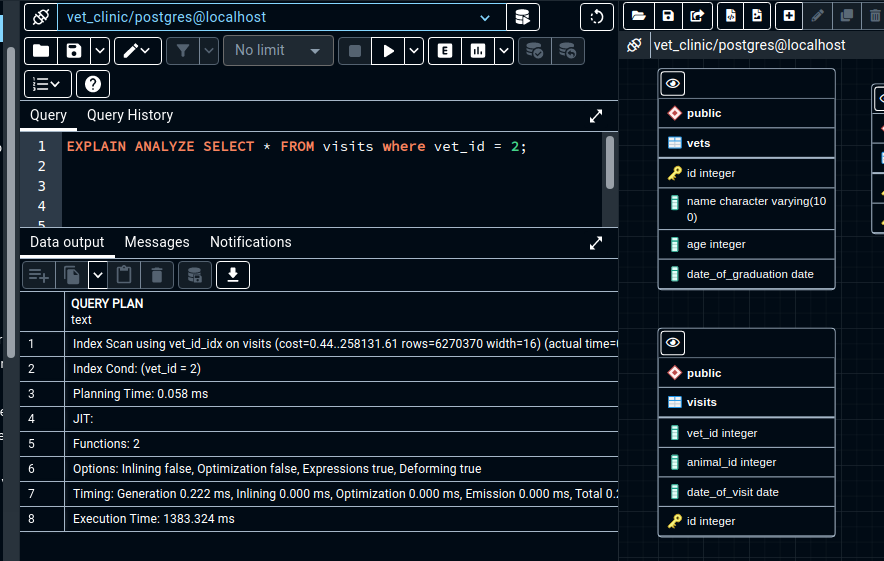 vet_clinic/postgres@localhost
No limit
Query
Query History
1
EXPLAIN ANALYZE SELECT * FROM visits where vet_id = 2;
2
3
4
5
Data output
Messages
Notifications
QUERY PLAN
text
1
Index Scan using vet_id_idx on visits (cost=0.44..258131.61 rows=6270370 width=16) (actual time=
2
Index Cond: (vet_id = 2)
3
Planning Time: 0.058 ms
4
JIT:
5
Functions: 2
6
Options: Inlining false, Optimization false, Expressions true, Deforming true
7
Timing: Generation 0.222 ms, Inlining 0.000 ms, Optimization 0.000 ms, Emission 0.000 ms, Total 0.2
8
Execution Time: 1383.324 ms
vet_clinic/postgres@localhost
public
vets
id integer
name character varying(10
0)
age integer
date_of_graduation date
public
visits
vet_id integer
animal_id integer
date_of_visit date
id integer